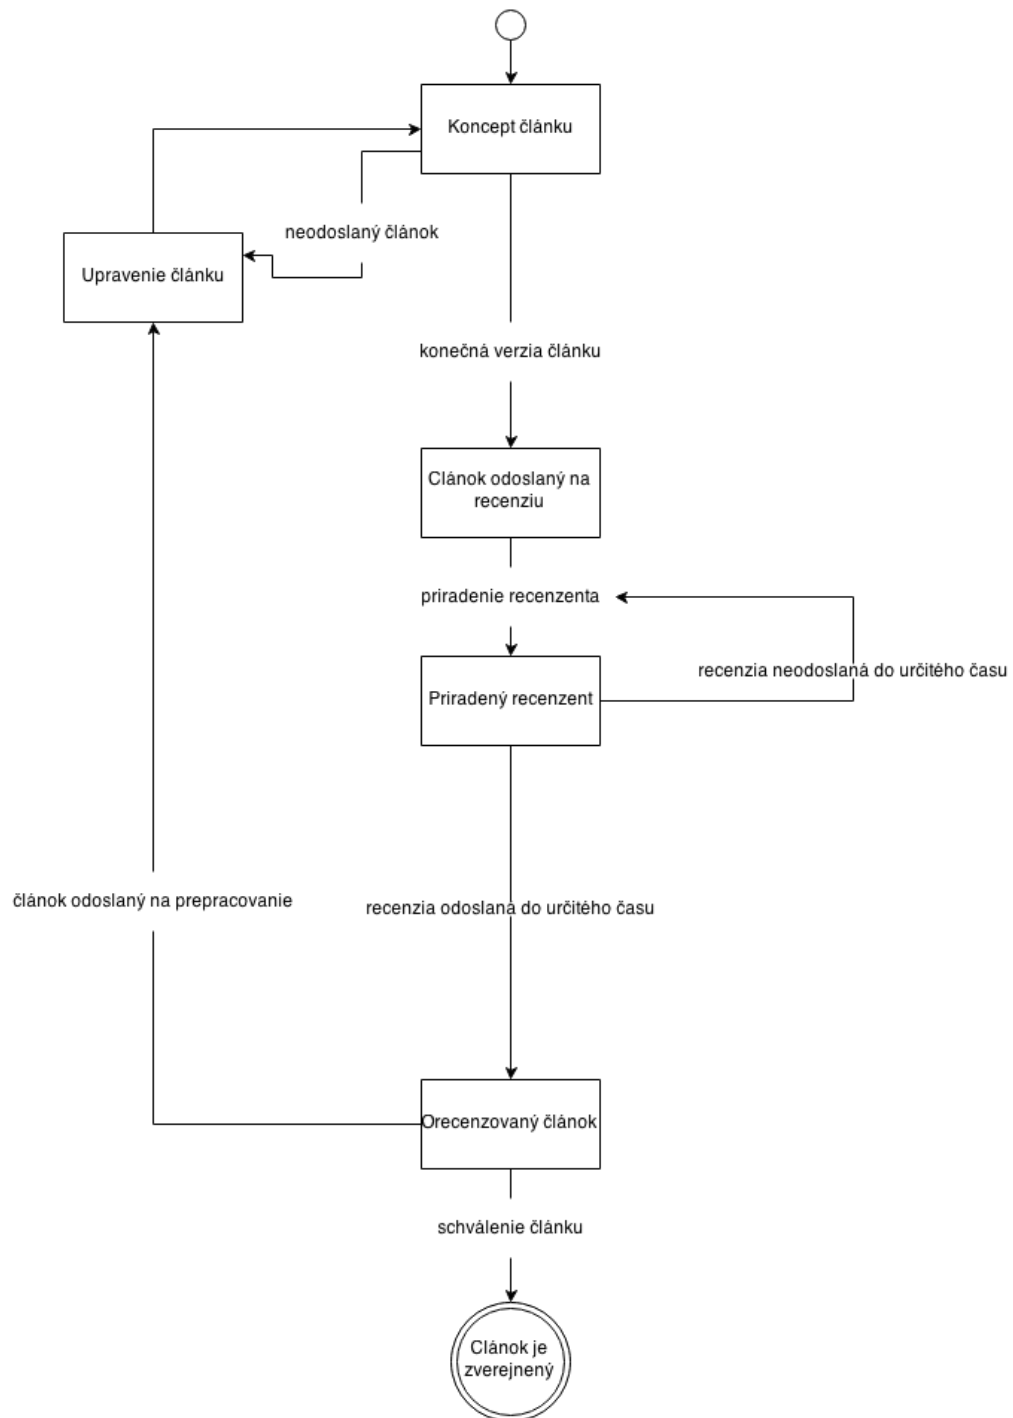 Koncept článku
neodoslaný článok
Upravenie článku
konečná verzia článku
Clánok odoslaný na
recenziu
priradenie recenzenta
recenzia neodoslaná do určitého času
Priradený recenzent
článok odoslaný na prepracovanie
recenzia odoslaná do určitého času
Orecenzovaný článok
schválenie článku
Clánok je
zverejnený